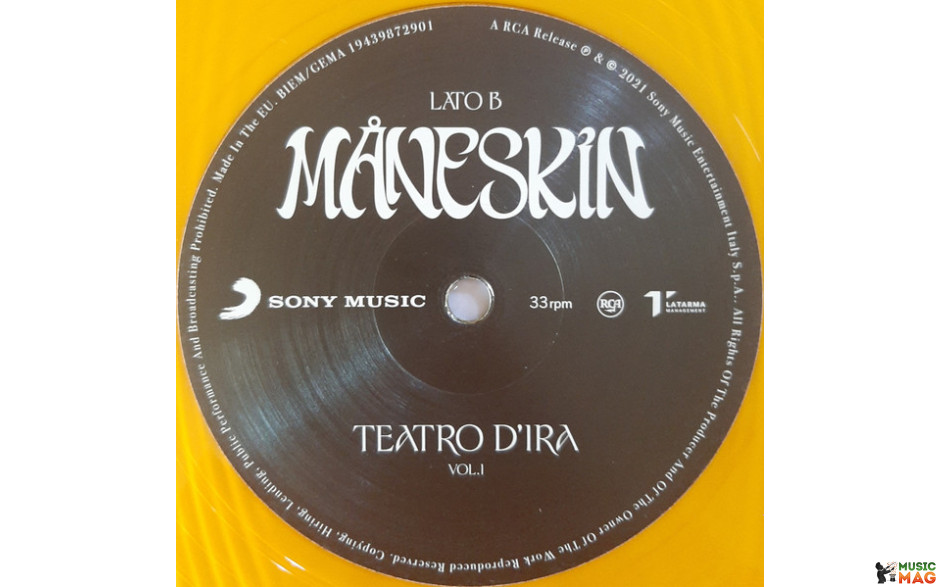 Made In The EU. BIEM/GEMA 19439872901
A RCA Release ℗ & © 2021 Sony Music Entertainment Italy S.p.A.. All Rights Of The Producer And Of The Owner Of The Work Reproduced Reserved. Copying, Hiring, Lending, Public Performance And Broadcasting Prohibited.
LATO B
MÅNESKIN
SONY MUSIC
33rpm
RCA
LATARMA
MANAGEMENT
TEATRO D'IRA
VOL.I
MUSIC
MAG